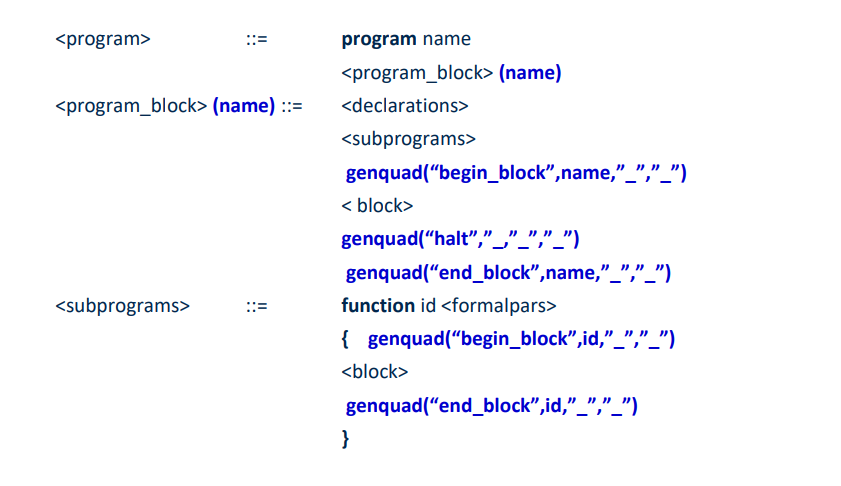 <program> ::= program name
<program_block> (name)
<program_block> (name) ::= <declarations>
<subprograms>
genquad(“begin_block”,name,”_”,”_”)
< block>
genquad(“halt”,”_,”_”,”_”)
genquad(“end_block”,name,”_”,”_”)
<subprograms> ::= function id <formalpars>
{ genquad(“begin_block”,id,”_”,”_”)
<block>
genquad(“end_block”,id,”_”,”_”)
}